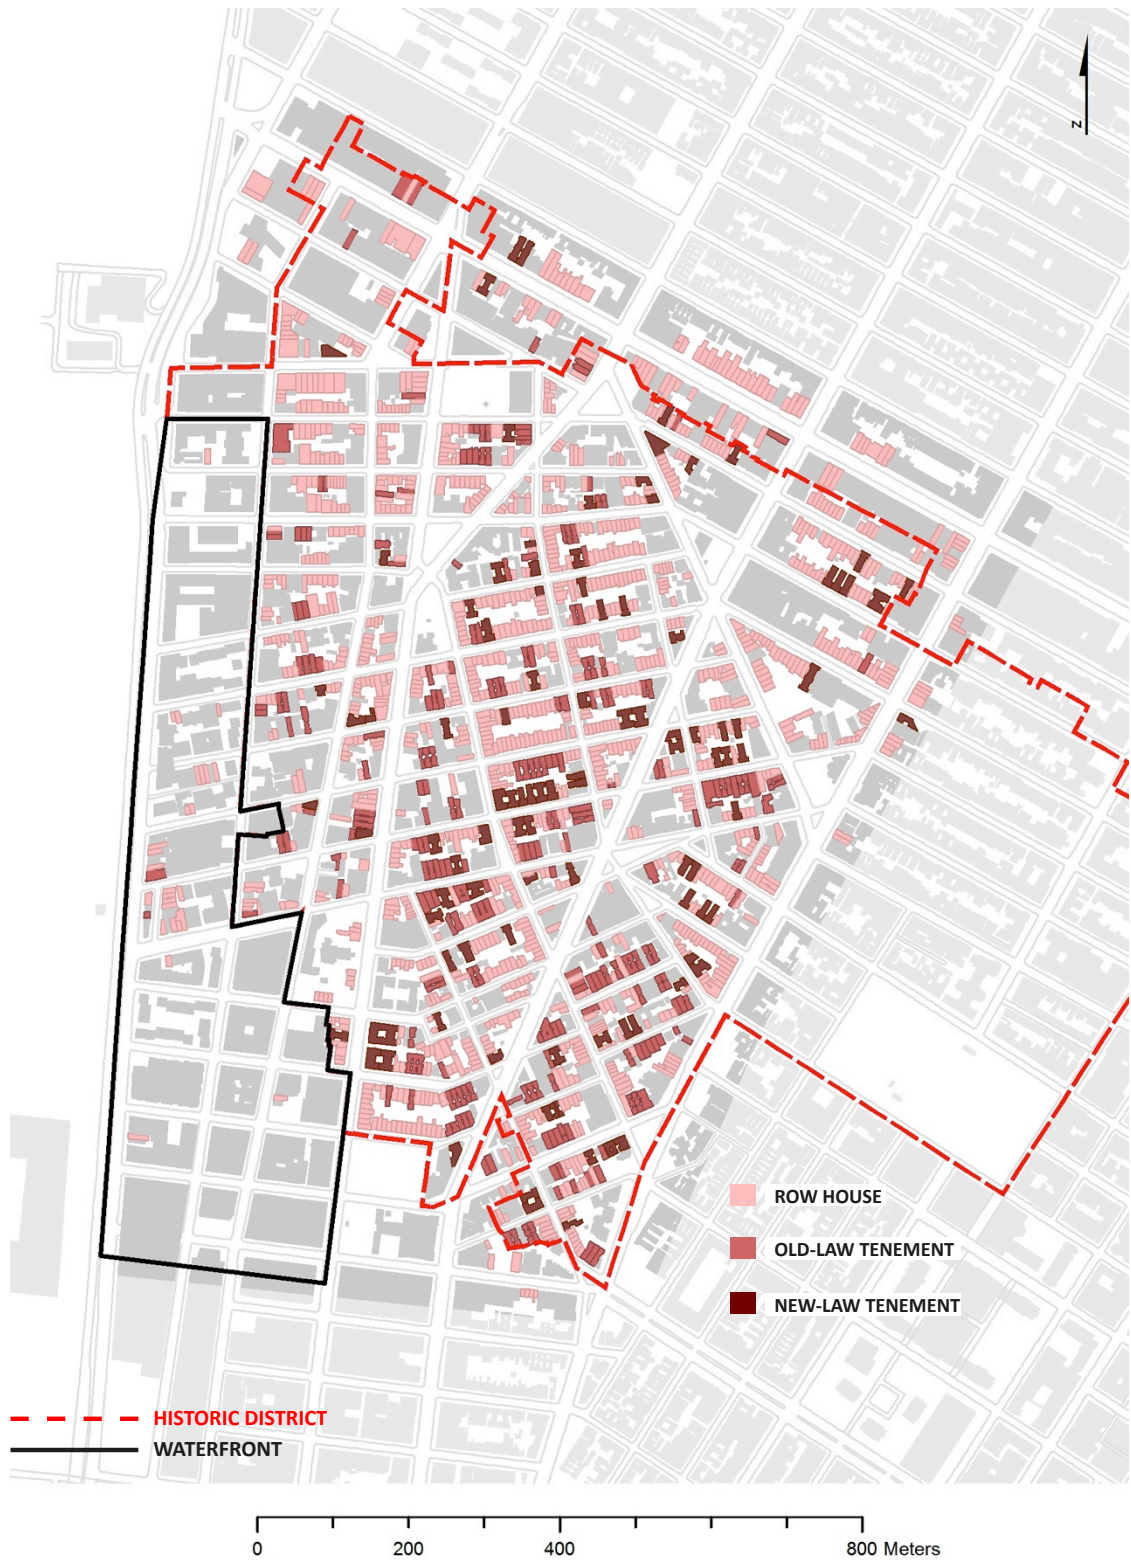 N
ROW HOUSE
OLD-LAW TENEMENT
NEW-LAW TENEMENT
HISTORIC DISTRICT
WATERFRONT
0 200 400 800 Meters